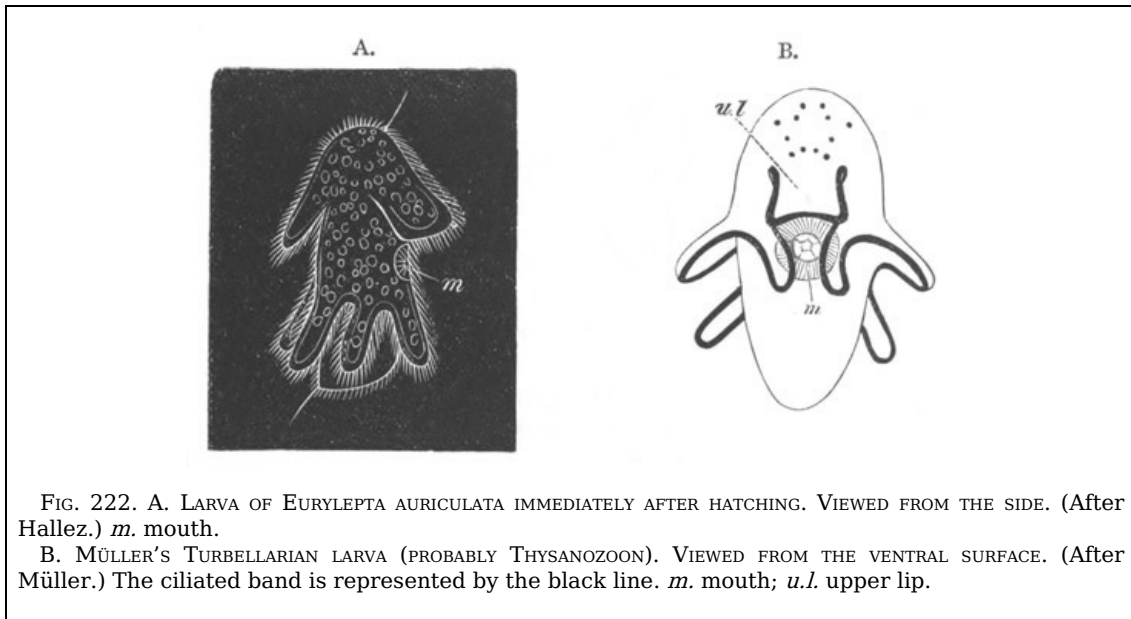 A.
B.
u.l
m
m
FIG. 222. A. LARVA OF EURYLEPTA AURICULATA IMMEDIATELY AFTER HATCHING. VIEWED FROM THE SIDE. (After
Hallez.) m. mouth.
B. MÜLLER’S TURBELLARIAN LARVA (PROBABLY THYSANOZOON). VIEWED FROM THE VENTRAL SURFACE. (After
Müller.) The ciliated band is represented by the black line. m. mouth; u.l. upper lip.